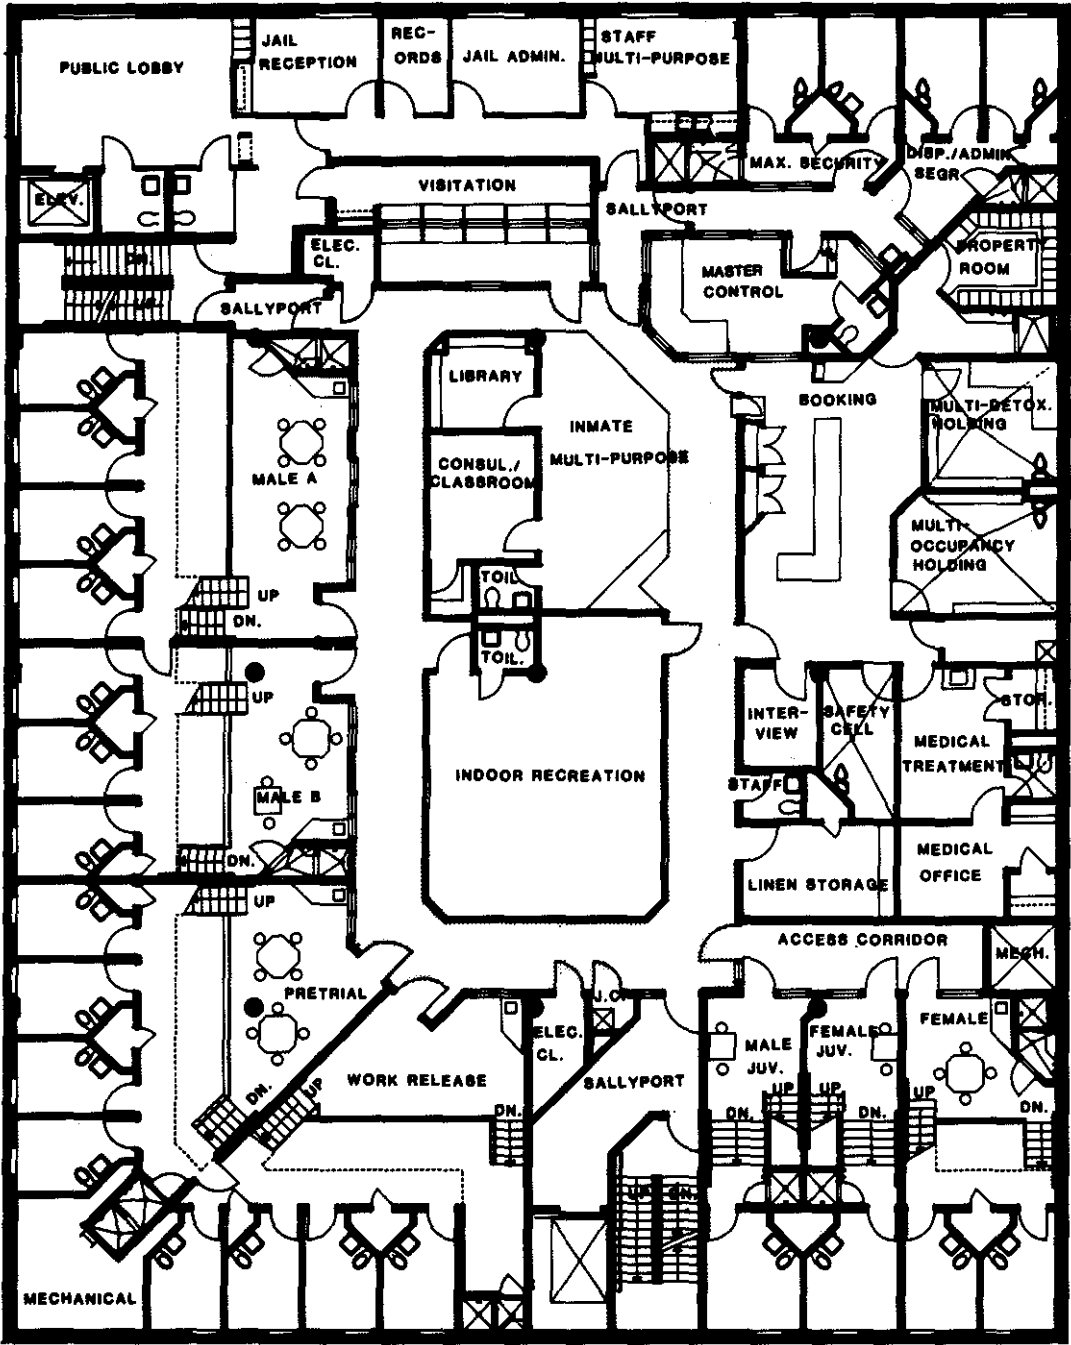 PUBLIC LOBBY
JAIL
RECEPTION
REC-
ORDS
JAIL ADMIN.
STAFF
MULTI-PURPOSE
MAX. SECURITY
DISP./ADMIN
SEGR.
ELEV.
VISITATION
SALLYPORT
ELEC.
CL.
DN.
UP
SALLYPORT
MASTER
CONTROL
PROPERTY
ROOM
LIBRARY
INMATE
MULTI-PURPOSE
BOOKING
MULTI-DETOX.
HOLDING
CONSUL./
CLASSROOM
MALE A
MULTI-
OCCUPANCY
HOLDING
TOIL.
UP
DN.
TOIL.
UP
INTER-
VIEW
SAFETY
CELL
STOR.
MEDICAL
TREATMENT
INDOOR RECREATION
MALE B
STAFF
DN.
MEDICAL
OFFICE
LINEN STORAGE
UP
ACCESS CORRIDOR
MECH.
PRETRIAL
J.C.
ELEC.
CL.
MALE
JUV.
FEMALE
JUV.
FEMALE
WORK RELEASE
SALLYPORT
DN.
UP
DN.
UP
UP
DN.
DN.
UP
DN.
UP
DN.
MECHANICAL